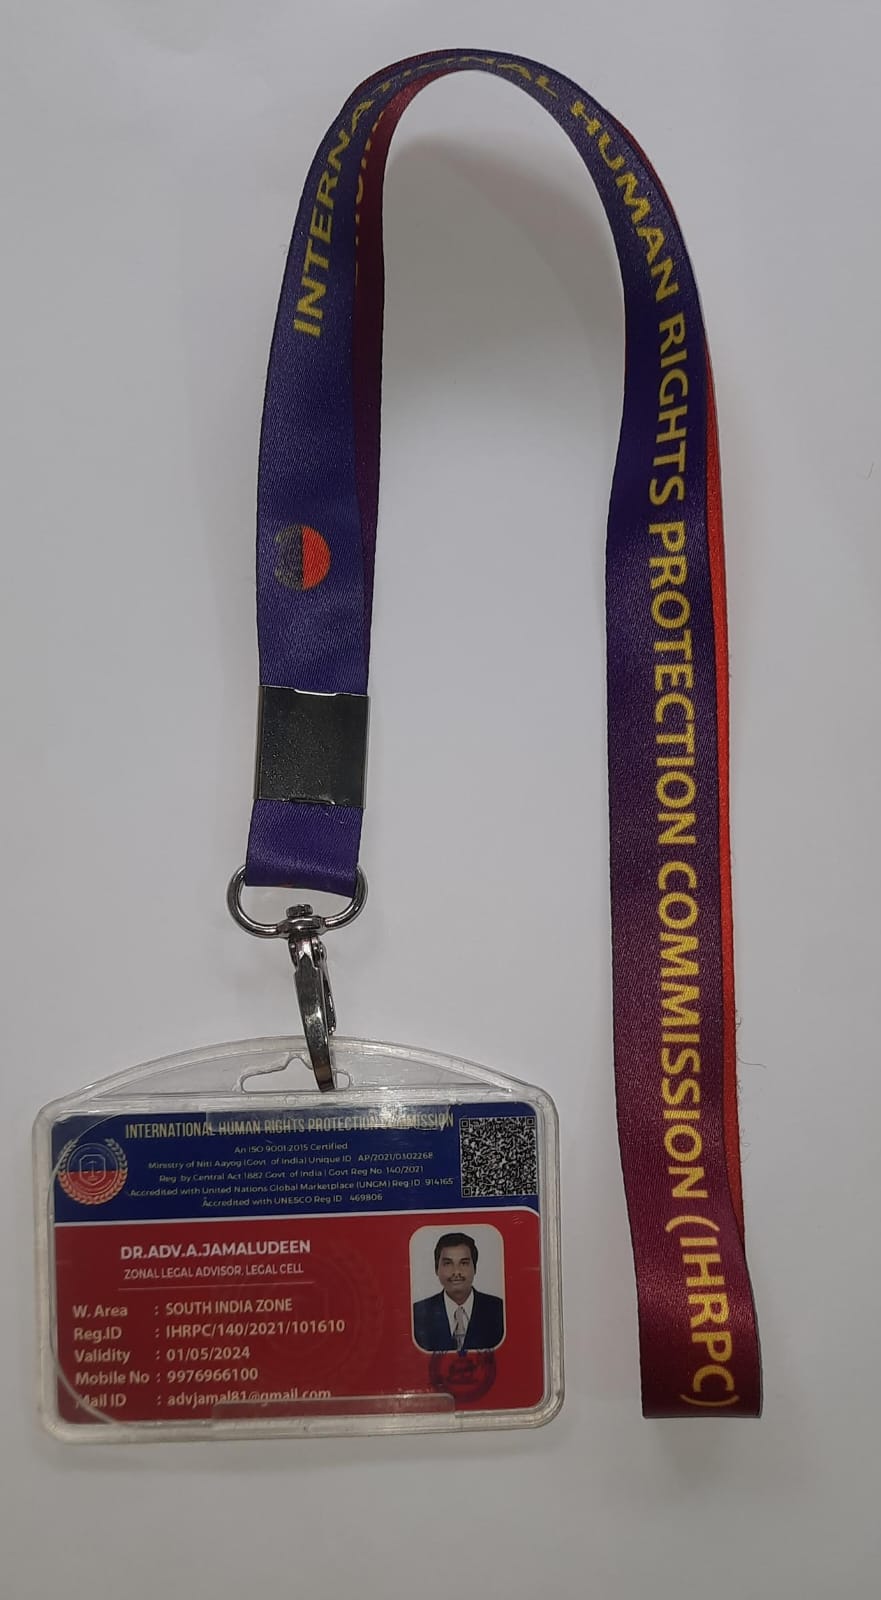 INTERNATIONAL HUMAN RIGHTS PROTECTION COMMISSION (IHRPC)
INTERNATIONAL HUMAN RIGHTS PROTECTION COMMISSION
An ISO 9001:2015 Certified
Ministry of Niti Aayog (Govt. of India) Unique ID AP/2021/0302268
Reg. by Central Act 1882 Govt. of India | Govt Reg No. 140/2021
Accredited with United Nations Global Marketplace (UNGM) Reg ID 914165
Accredited with UNESCO Reg ID 469806
DR.ADV.A.JAMALUDEEN
ZONAL LEGAL ADVISOR, LEGAL CELL
W. Area : SOUTH INDIA ZONE
Reg.ID : IHRPC/140/2021/101610
Validity : 01/05/2024
Mobile No : 9976966100
Mail ID : advjamal81@gmail.com